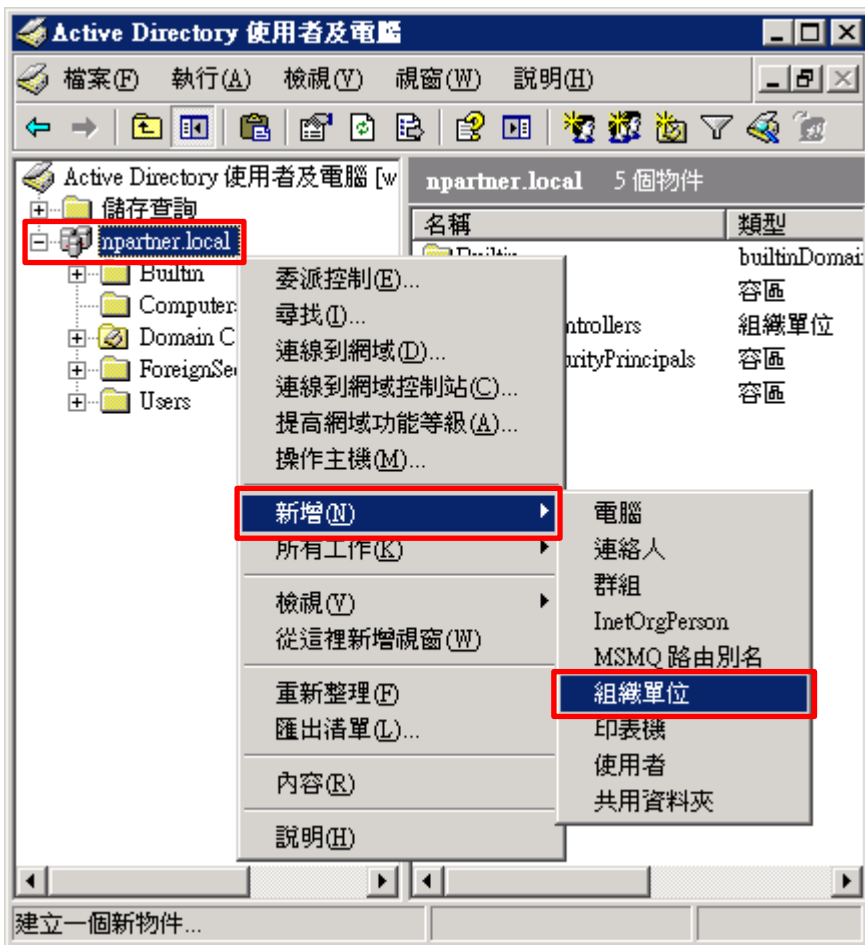 Active Directory 使用者及電腦
檔案(F) 執行(A) 檢視(V) 視窗(W) 說明(H)
Active Directory 使用者及電腦 [w
儲存查詢
npartner.local
Builtin
Computer
Domain C
ForeignSe
Users
npartner.local 5 個物件
名稱 類型
Builtin builtinDomai
容區
ntrollers 組織單位
urityPrincipals 容區
容區
委派控制(E)...
尋找(I)...
連線到網域(D)...
連線到網域控制站(C)...
提高網域功能等級(A)...
操作主機(M)...
新增(N)
所有工作(K)
檢視(V)
從這裡新增視窗(W)
重新整理(F)
匯出清單(L)...
內容(R)
說明(H)
電腦
連絡人
群組
InetOrgPerson
MSMQ 路由別名
組織單位
印表機
使用者
共用資料夾
建立一個新物件...